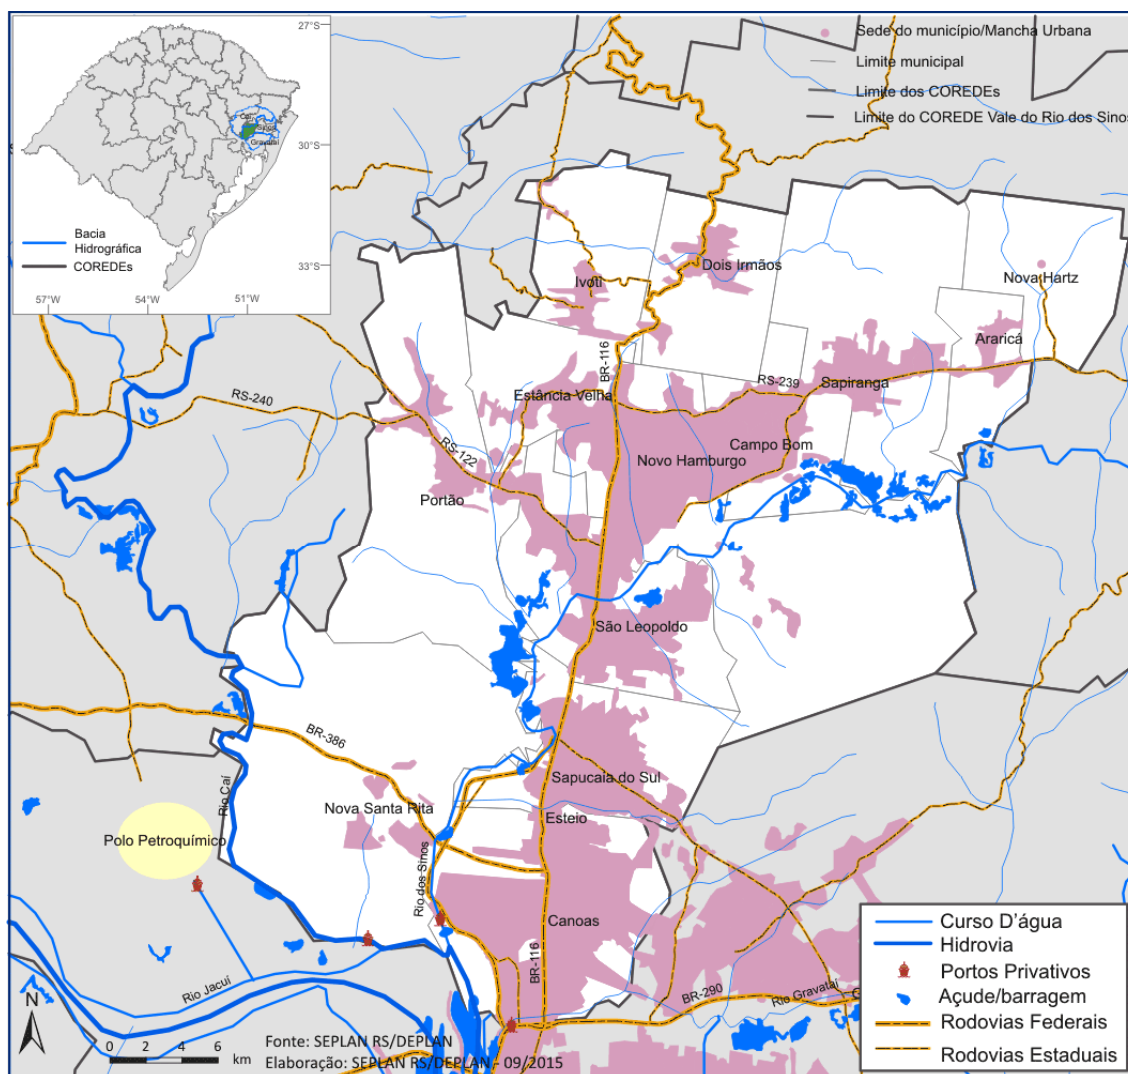 27°S
30°S
33°S
57°W
54°W
51°W
Caí
Sinos
Gravataí
Bacia
Hidrográfica
COREDEs
Sede do município/Mancha Urbana
Limite municipal
Limite dos COREDEs
Limite do COREDE Vale do Rio dos Sinos
Dois Irmãos
Ivoti
Nova Hartz
Araricá
BR-116
RS-239
Sapiranga
Estância Velha
RS-240
RS-122
Campo Bom
Novo Hamburgo
Portão
São Leopoldo
BR-386
Sapucaia do Sul
Rio Caí
Nova Santa Rita
Esteio
Polo Petroquímico
Rio dos Sinos
Canoas
BR-116
Rio Jacuí
BR-290
Rio Gravataí
Curso D'água
Hidrovia
Portos Privativos
Açude/barragem
Rodovias Federais
Rodovias Estaduais
N
0 2 4 6 km
Fonte: SEPLAN RS/DEPLAN
Elaboração: SEPLAN RS/DEPLAN - 09/2015